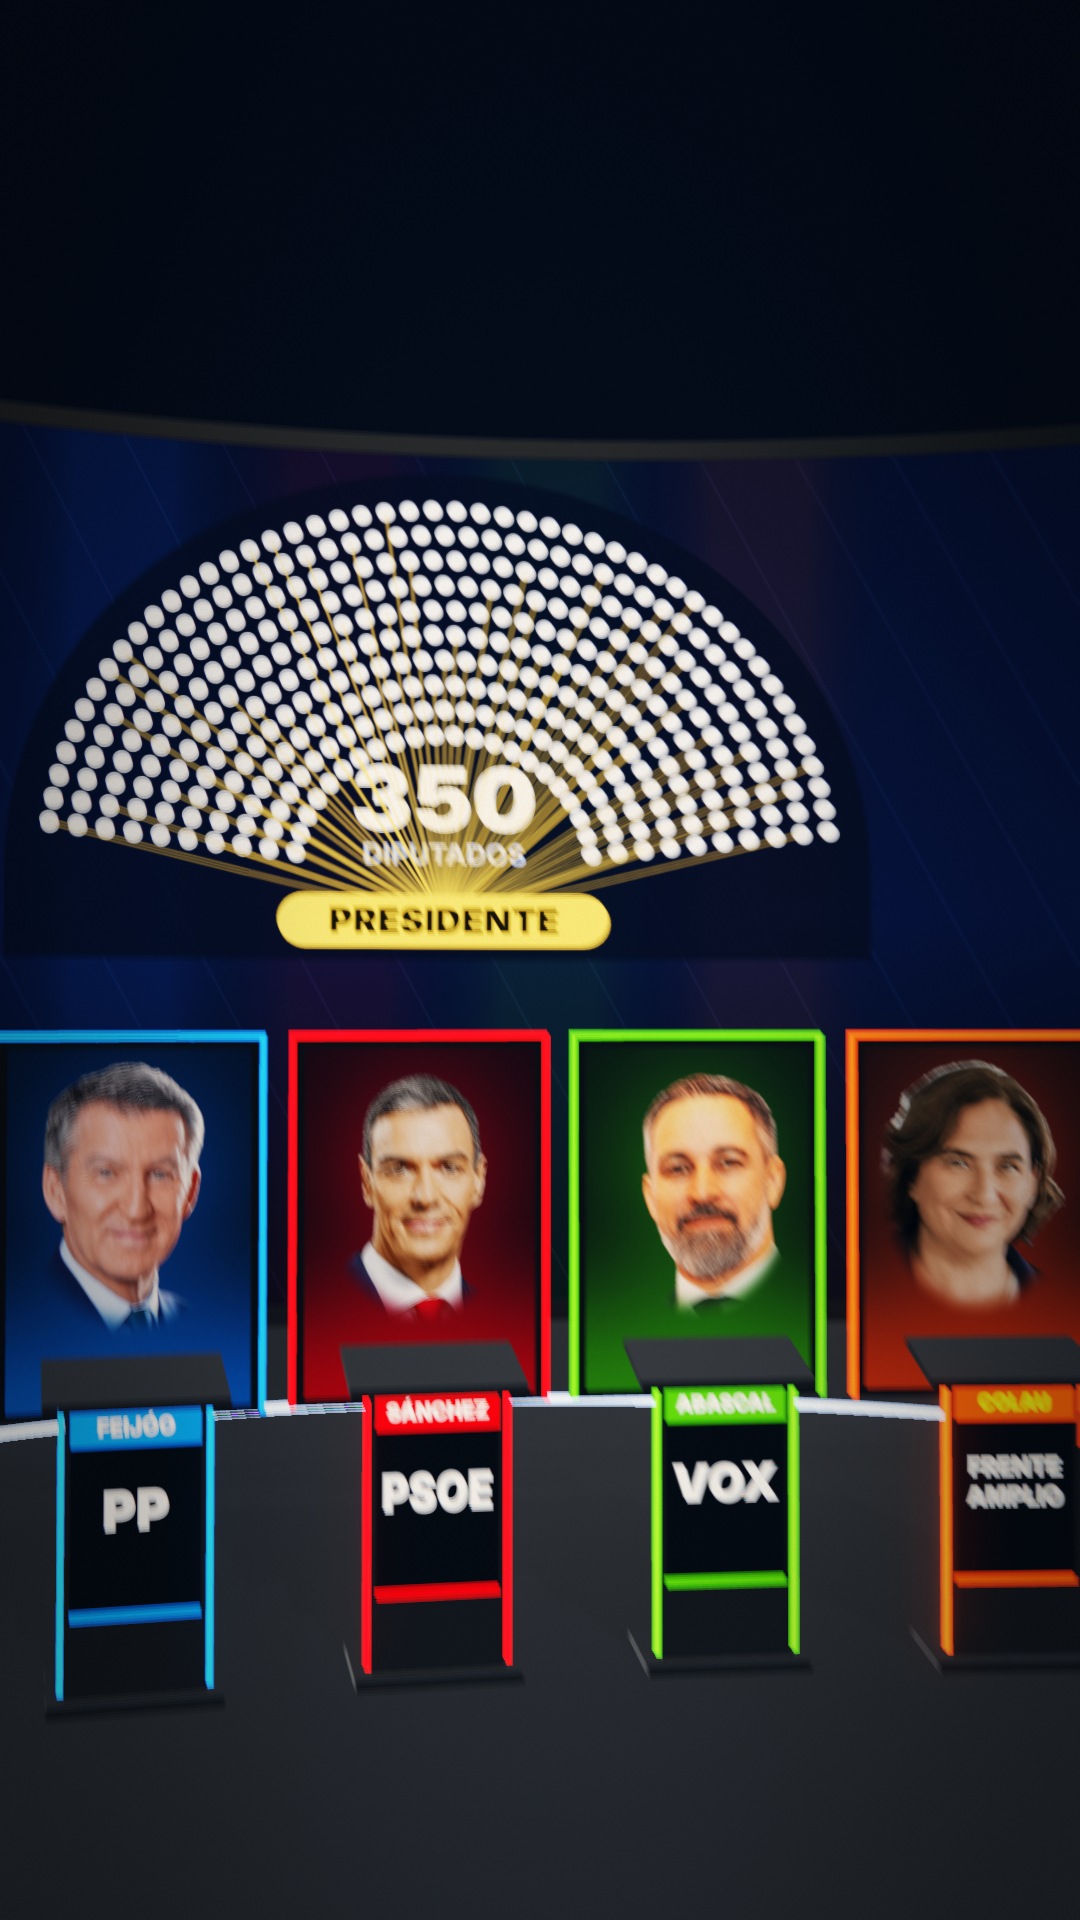 350
DIPUTADOS
PRESIDENTE
FEIJÓO
PP
SÁNCHEZ
PSOE
ABASCAL
VOX
COLAU
FRENTE
AMPLIO